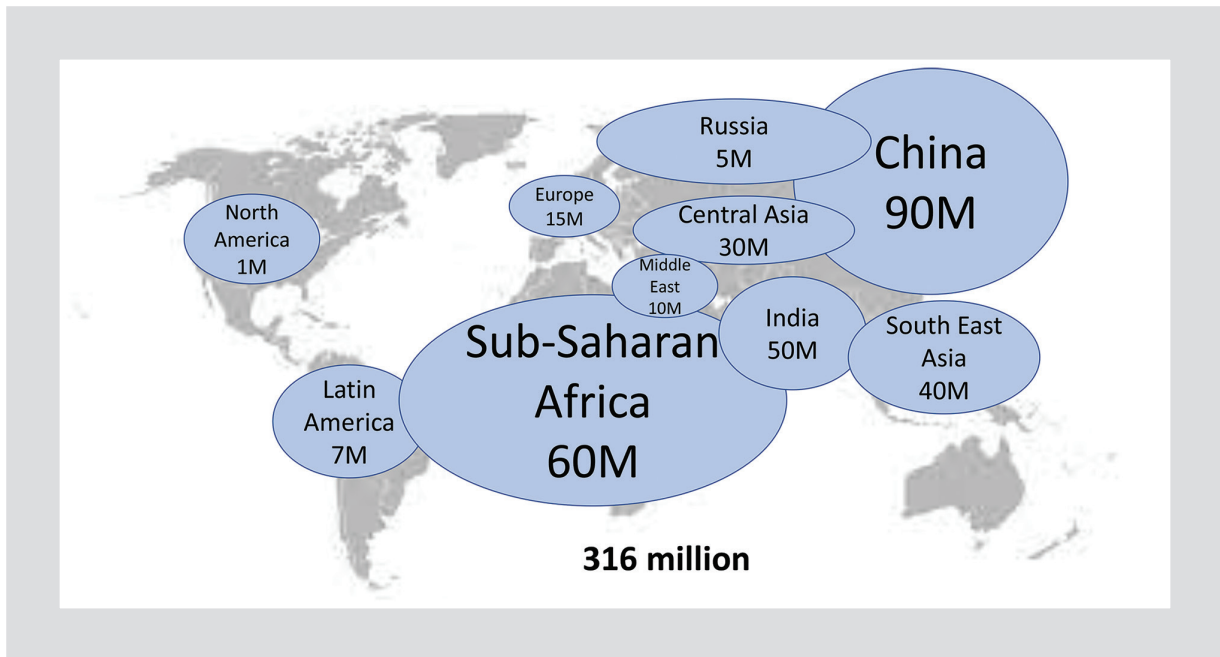 Russia
5M
China
90M
Europe
15M
North
America
1M
Central Asia
30M
Middle
East
10M
India
50M
South East
Asia
40M
Sub-Saharan
Africa
60M
Latin
America
7M
316 million